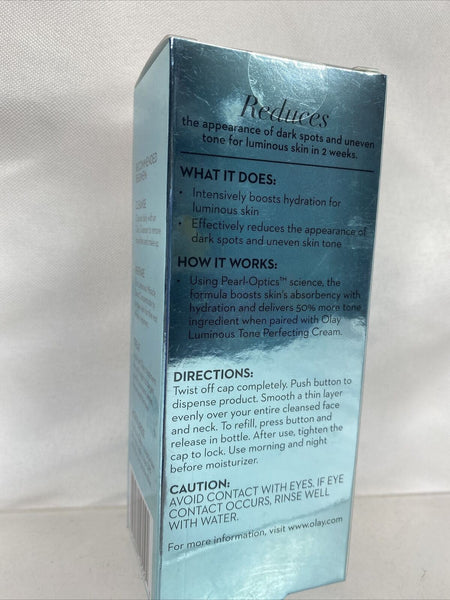 Reduces
the appearance of dark spots and uneven
tone for luminous skin in 2 weeks.
WHAT IT DOES:
• Intensively boosts hydration for
luminous skin
• Effectively reduces the appearance of
dark spots and uneven skin tone
HOW IT WORKS:
• Using Pearl-Optics™ science, the
formula boosts skin's absorbency with
hydration and delivers 50% more tone
ingredient when paired with Olay
Luminous Tone Perfecting Cream.
DIRECTIONS:
Twist off cap completely. Push button to
dispense product. Smooth a thin layer
evenly over your entire cleansed face
and neck. To refill, press button and
release in bottle. After use, tighten the
cap to lock. Use morning and night
before moisturizer.
CAUTION:
AVOID CONTACT WITH EYES. IF EYE
CONTACT OCCURS, RINSE WELL
WITH WATER.
For more information, visit www.olay.com
RECOMMENDED
REGIMEN
CLEANSE